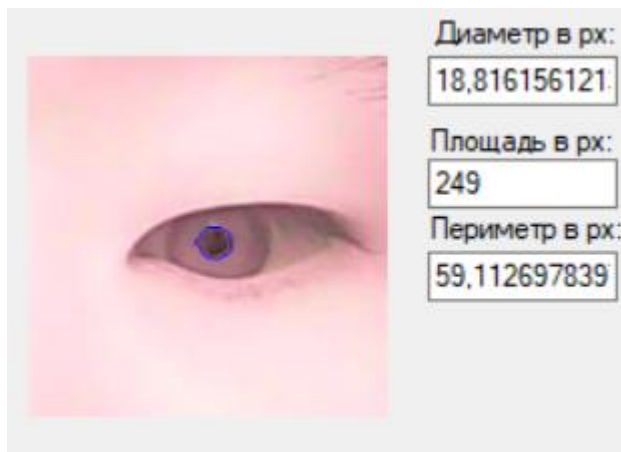 Диаметр в px:
18,816156121
Площадь в px:
249
Периметр в px:
59,112697839